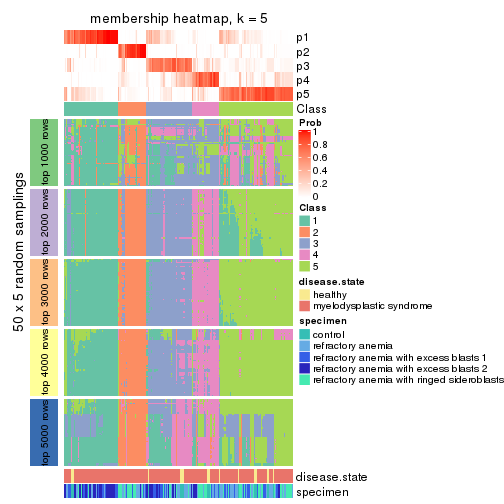 membership heatmap, k = 5
p1
p2
p3
p4
p5
Class
50 x 5 random samplings
top 1000 rows
top 2000 rows
top 3000 rows
top 4000 rows
top 5000 rows
disease.state
specimen
Prob
1
0.8
0.6
0.4
0.2
0
Class
1
2
3
4
5
disease.state
healthy
myelodysplastic syndrome
specimen
control
refractory anemia
refractory anemia with excess blasts 1
refractory anemia with excess blasts 2
refractory anemia with ringed sideroblasts